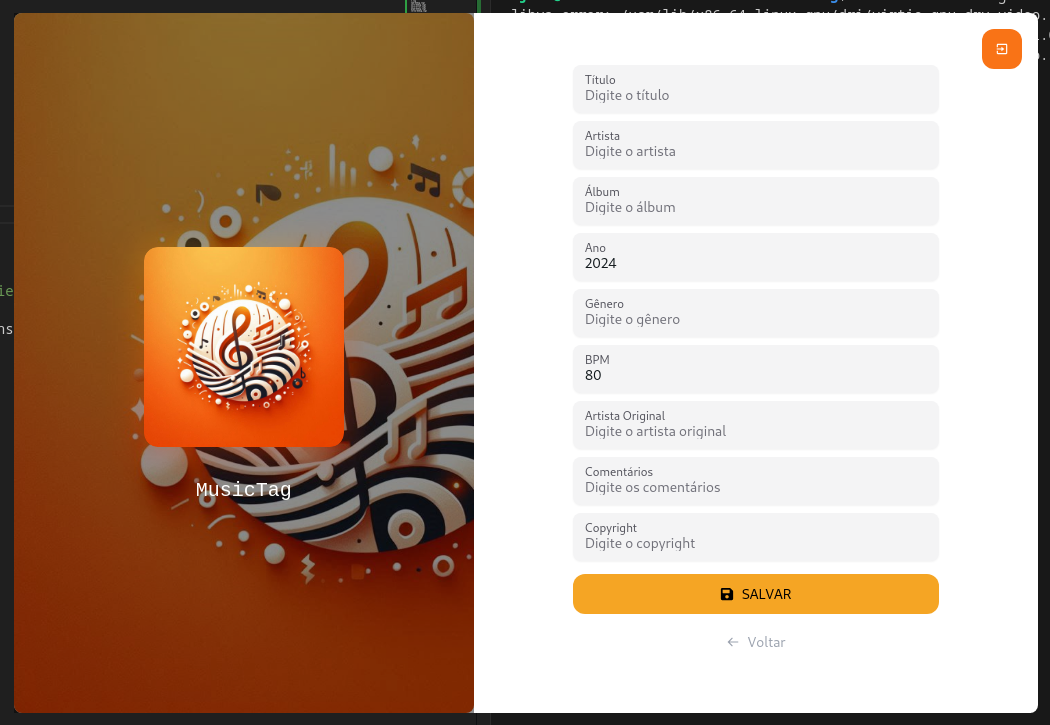 MusicTag
Título
Digite o título
Artista
Digite o artista
Álbum
Digite o álbum
Ano
2024
Gênero
Digite o gênero
BPM
80
Artista Original
Digite o artista original
Comentários
Digite os comentários
Copyright
Digite o copyright
SALVAR
Voltar